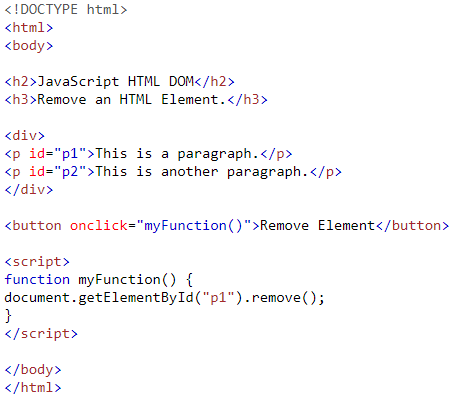 <!DOCTYPE html>
<html>
<body>
<h2>JavaScript HTML DOM</h2>
<h3>Remove an HTML Element.</h3>
<div>
<p id="p1">This is a paragraph.</p>
<p id="p2">This is another paragraph.</p>
</div>
<button onclick="myFunction()">Remove Element</button>
<script>
function myFunction() {
document.getElementById("p1").remove();
}
</script>
</body>
</html>